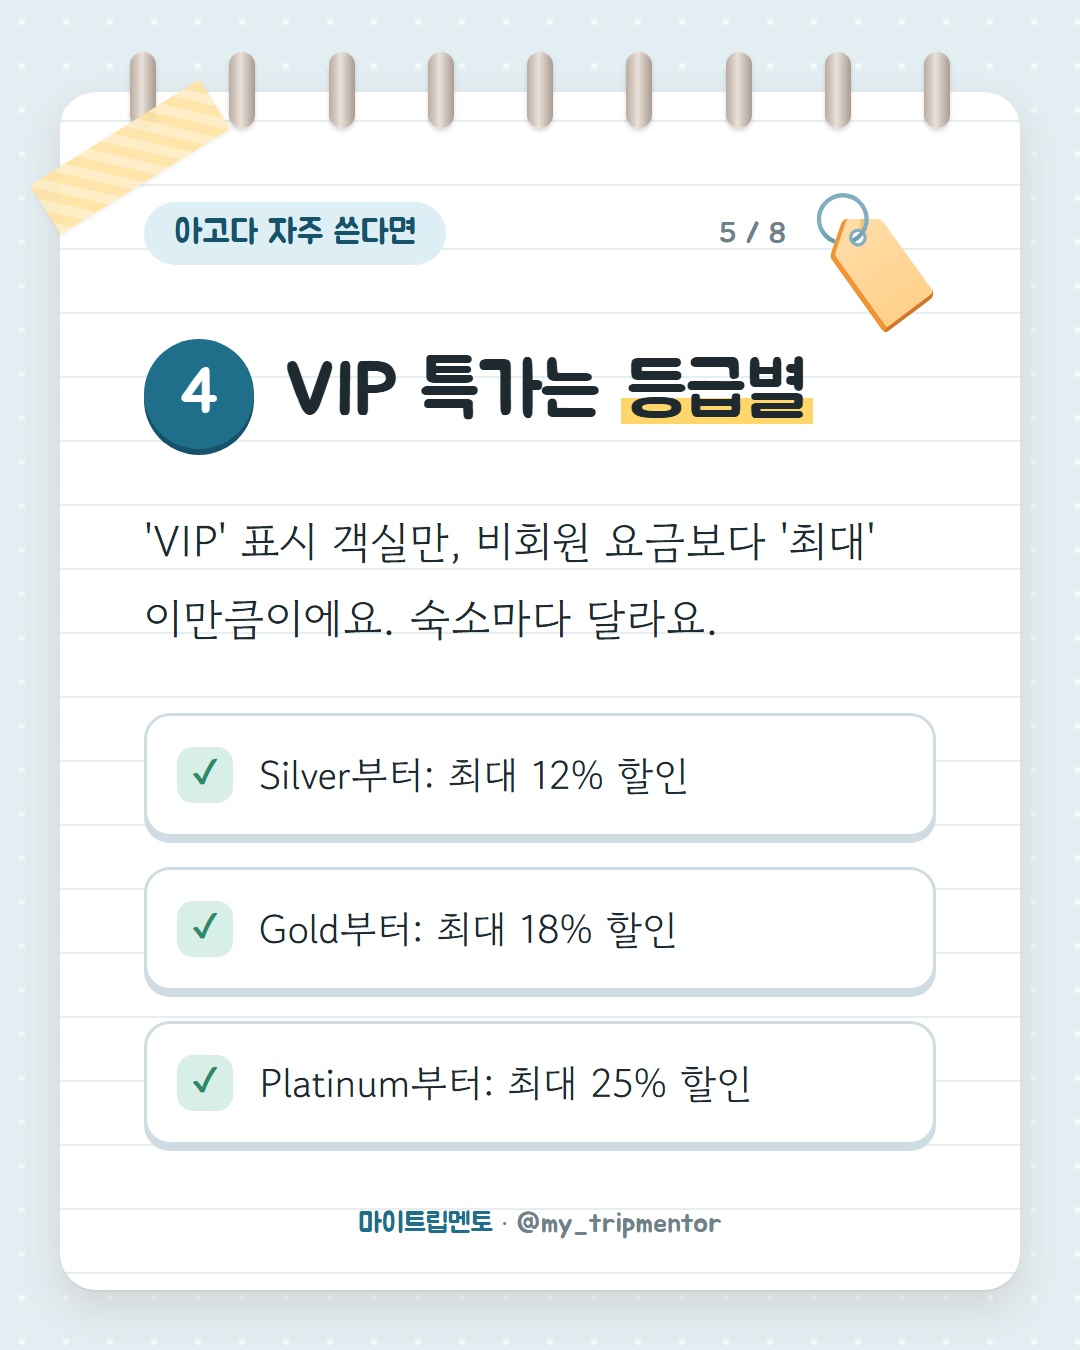 아고다 자주 쓴다면
5 / 8
4 VIP 특가는 등급별
'VIP' 표시 객실만, 비회원 요금보다 '최대'
이만큼이에요. 숙소마다 달라요.
✓ Silver부터: 최대 12% 할인
✓ Gold부터: 최대 18% 할인
✓ Platinum부터: 최대 25% 할인
마이트립멘토 · @my_tripmentor